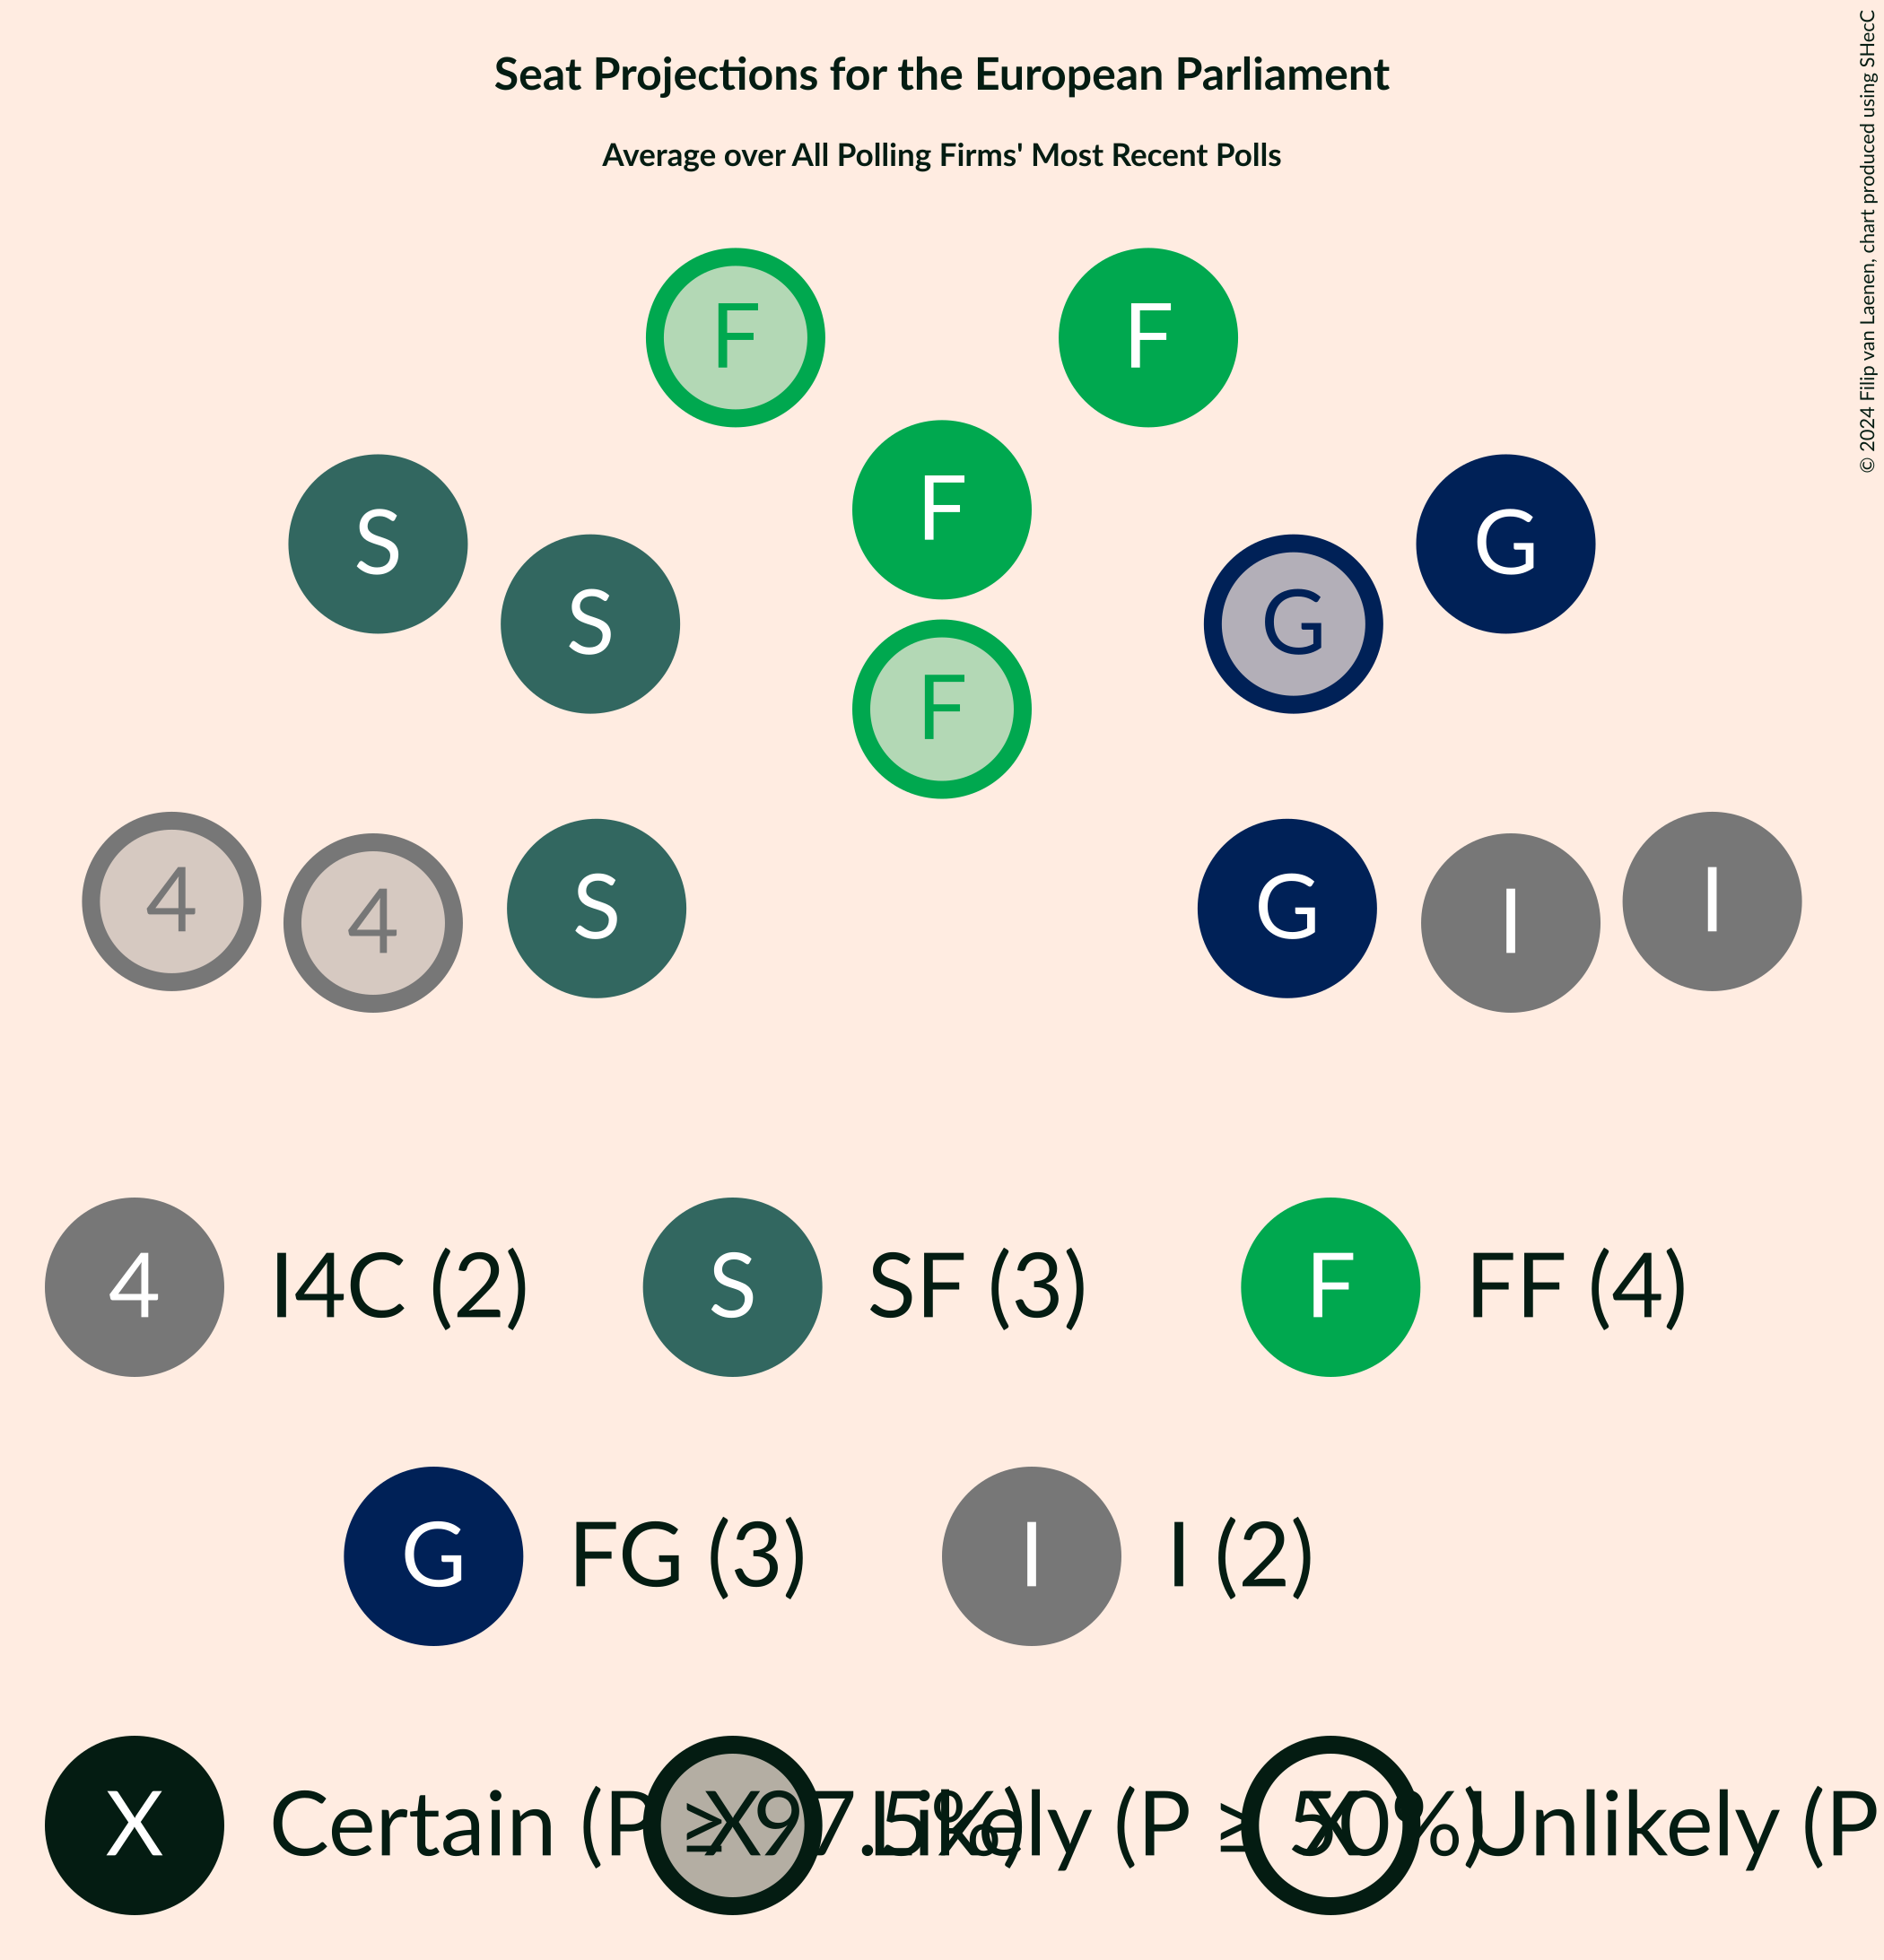 Seat Projections for the European Parliament
Average over All Polling Firms' Most Recent Polls
© 2024 Filip van Laenen, chart produced using SHecC
F F
F
S G
S G
F
4 I
4 I
S G
4 I4C (2) S SF (3) F FF (4)
G FG (3) I I (2)
X Certain (P ≥ 97.5%) X Likely (P ≥ 50%) X Unlikely (P